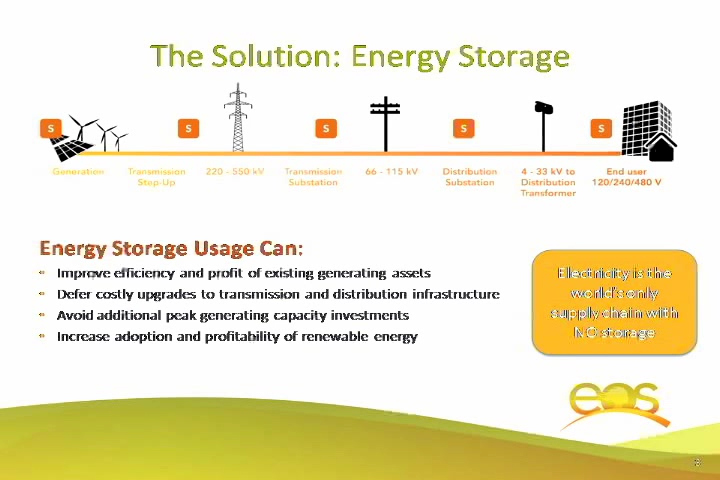 The Solution: Energy Storage
S S S S S
Generation
Transmission
Step-Up
220 - 550 kV
Transmission
Substation
66 - 115 kV
Distribution
Substation
4 - 33 kV to
Distribution
Transformer
End user
120/240/480 V
Energy Storage Usage Can:
Improve efficiency and profit of existing generating assets
Defer costly upgrades to transmission and distribution infrastructure
Avoid additional peak generating capacity investments
Increase adoption and profitability of renewable energy
Electricity is the
world's only
supply chain with
NO storage
eos